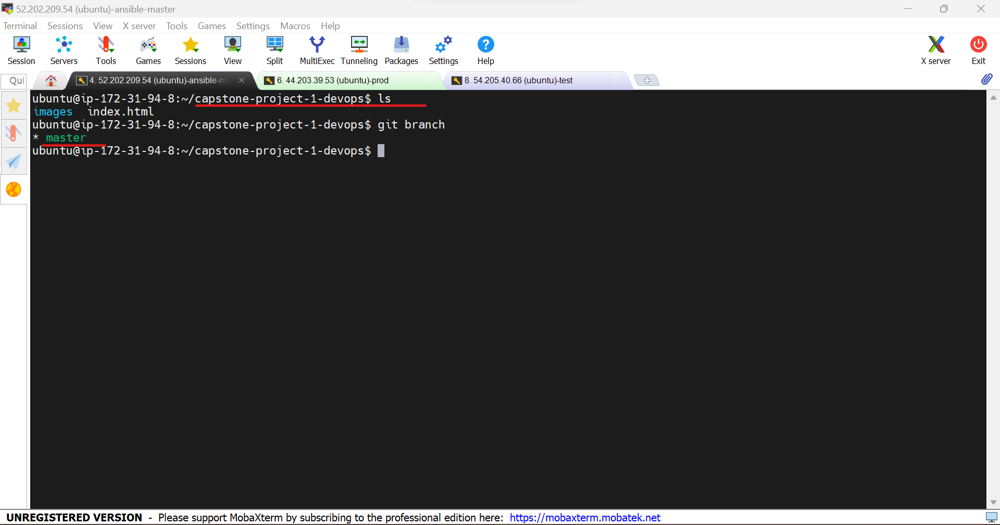 52.202.209.54 (ubuntu)-ansible-master
Terminal Sessions View X server Tools Games Settings Macros Help
Session Servers Tools Games Sessions View Split MultiExec Tunneling Packages Settings Help X server Exit
Qui 4. 52.202.209.54 (ubuntu)-ansible-m 6. 44.203.39.53 (ubuntu)-prod 8. 54.205.40.66 (ubuntu)-test
ubuntu@ip-172-31-94-8:~/capstone-project-1-devops$ ls
images index.html
ubuntu@ip-172-31-94-8:~/capstone-project-1-devops$ git branch
* master
ubuntu@ip-172-31-94-8:~/capstone-project-1-devops$
UNREGISTERED VERSION - Please support MobaXterm by subscribing to the professional edition here: https://mobaxterm.mobatek.net